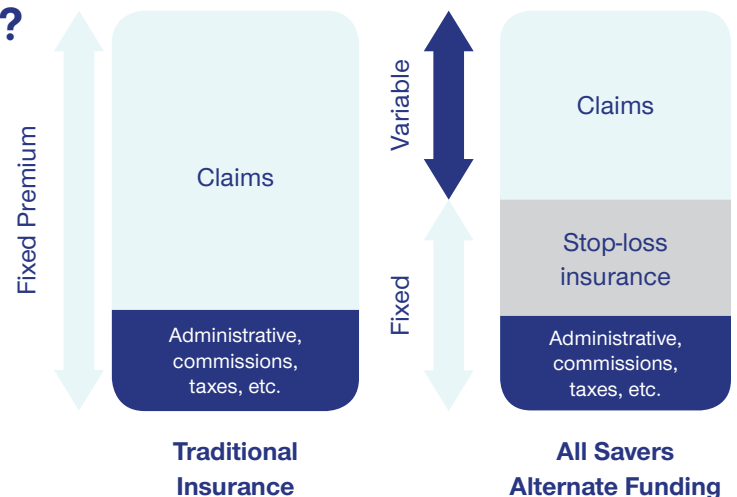 ?
Fixed Premium
Claims
Administrative,
commissions,
taxes, etc.
Traditional
Insurance
Variable
Fixed
Claims
Stop-loss
insurance
Administrative,
commissions,
taxes, etc.
All Savers
Alternate Funding